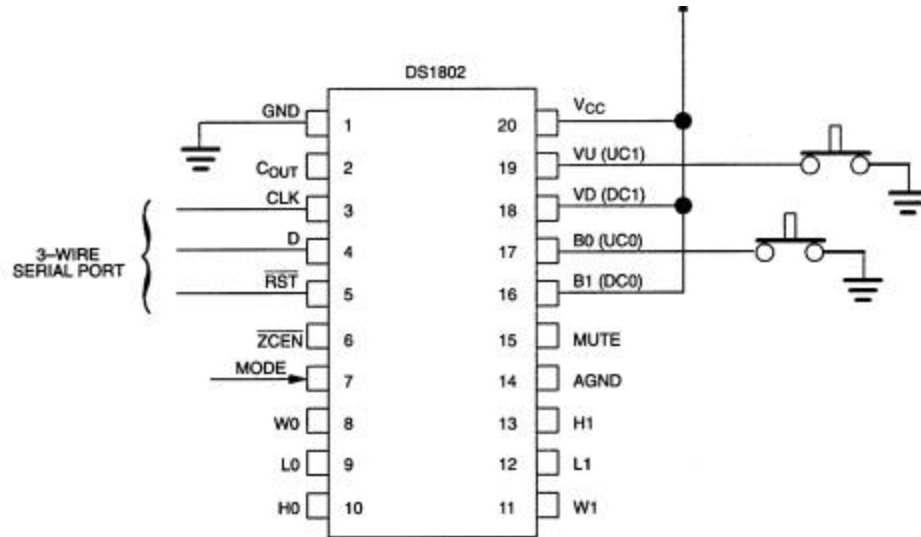 DS1802
GND
1
C_OUT
2
CLK
3
D
4
3–WIRE
SERIAL PORT
RST
5
ZCEN
6
MODE
7
W0
8
L0
9
H0
10
20
V_CC
19
VU (UC1)
18
VD (DC1)
17
B0 (UC0)
16
B1 (DC0)
15
MUTE
14
AGND
13
H1
12
L1
11
W1